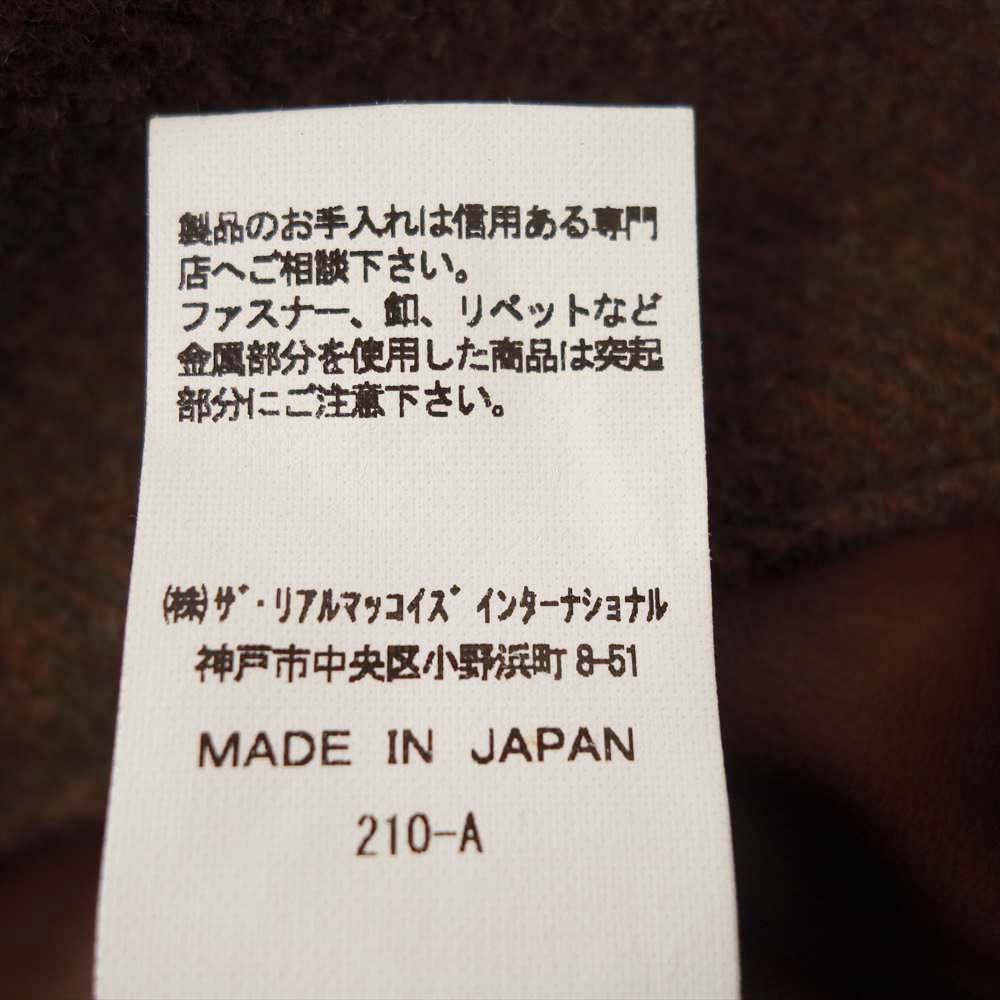 製品のお手入れは信用ある専門
店へご相談下さい。
ファスナー、釦、リベットなど
金属部分を使用した商品は突起
部分にご注意下さい。
㈱ザ・リアルマッコイズ インターナショナル
神戸市中央区小野浜町8-51
MADE IN JAPAN
210-A